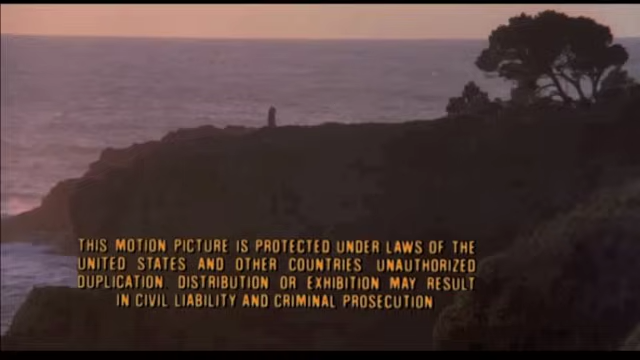 THIS MOTION PICTURE IS PROTECTED UNDER LAWS OF THE
UNITED STATES AND OTHER COUNTRIES. UNAUTHORIZED
DUPLICATION, DISTRIBUTION OR EXHIBITION MAY RESULT
IN CIVIL LIABILITY AND CRIMINAL PROSECUTION